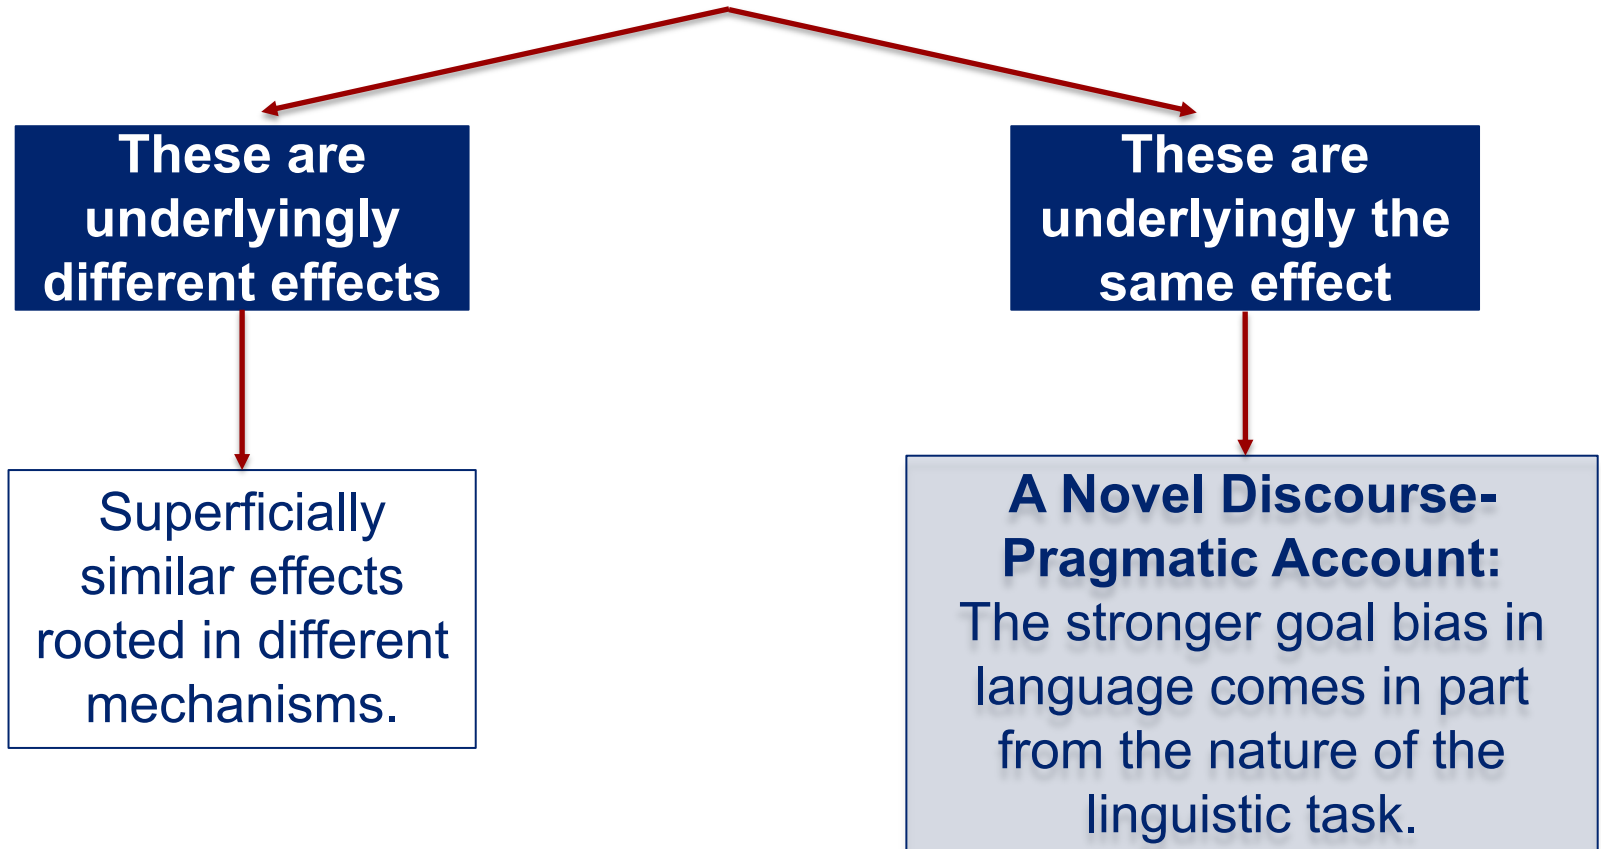 These are
underlyingly
different effects
These are
underlyingly the
same effect
Superficially
similar effects
rooted in different
mechanisms.
A Novel Discourse-
Pragmatic Account:
The stronger goal bias in
language comes in part
from the nature of the
linguistic task.